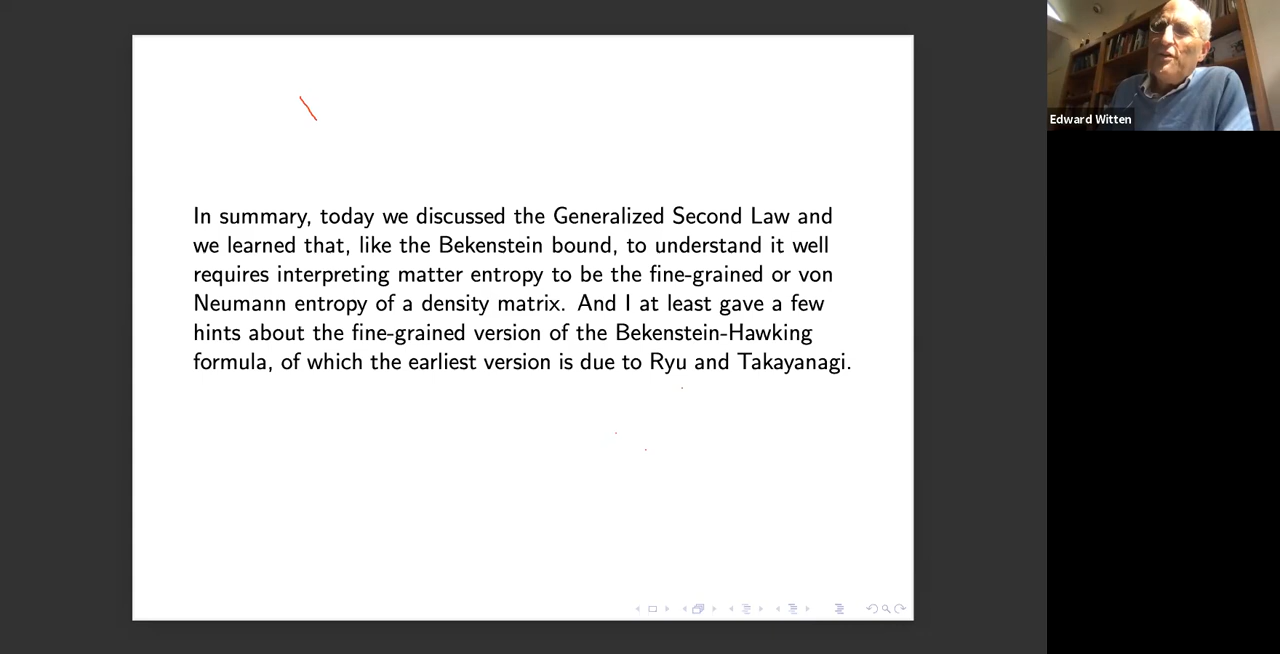 In summary, today we discussed the Generalized Second Law and
we learned that, like the Bekenstein bound, to understand it well
requires interpreting matter entropy to be the fine-grained or von
Neumann entropy of a density matrix. And I at least gave a few
hints about the fine-grained version of the Bekenstein-Hawking
formula, of which the earliest version is due to Ryu and Takayanagi.
Edward Witten